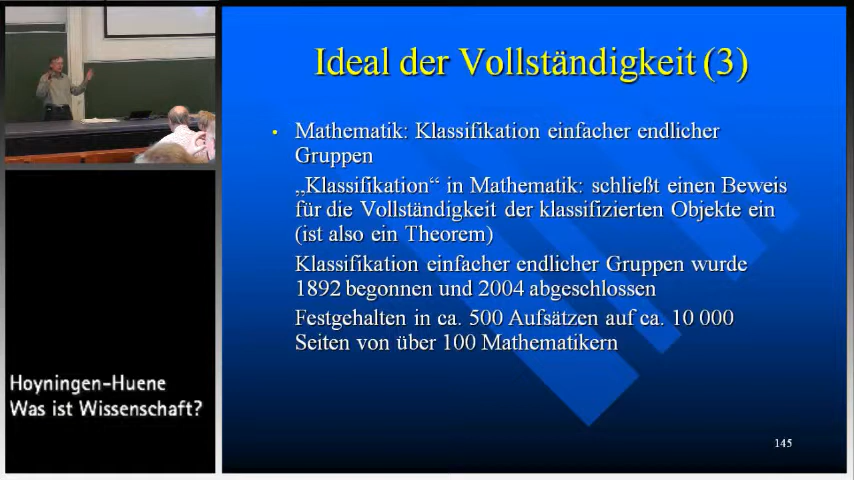 Ideal der Vollständigkeit (3)
• Mathematik: Klassifikation einfacher endlicher
Gruppen
„Klassifikation“ in Mathematik: schließt einen Beweis
für die Vollständigkeit der klassifizierten Objekte ein
(ist also ein Theorem)
Klassifikation einfacher endlicher Gruppen wurde
1892 begonnen und 2004 abgeschlossen
Festgehalten in ca. 500 Aufsätzen auf ca. 10 000
Seiten von über 100 Mathematikern
145
Hoyningen-Huene
Was ist Wissenschaft?